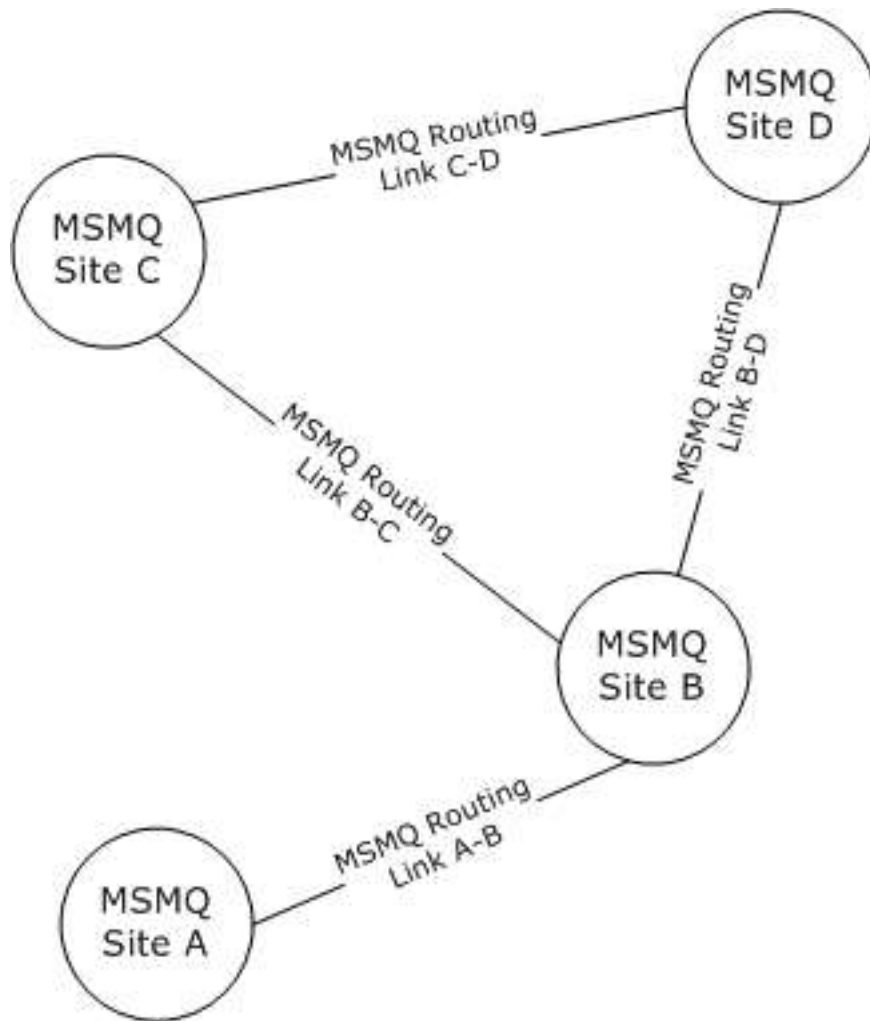 MSMQ
Site D
MSMQ Routing
Link C-D
MSMQ
Site C
MSMQ Routing
Link B-D
MSMQ Routing
Link B-C
MSMQ
Site B
MSMQ Routing
Link A-B
MSMQ
Site A